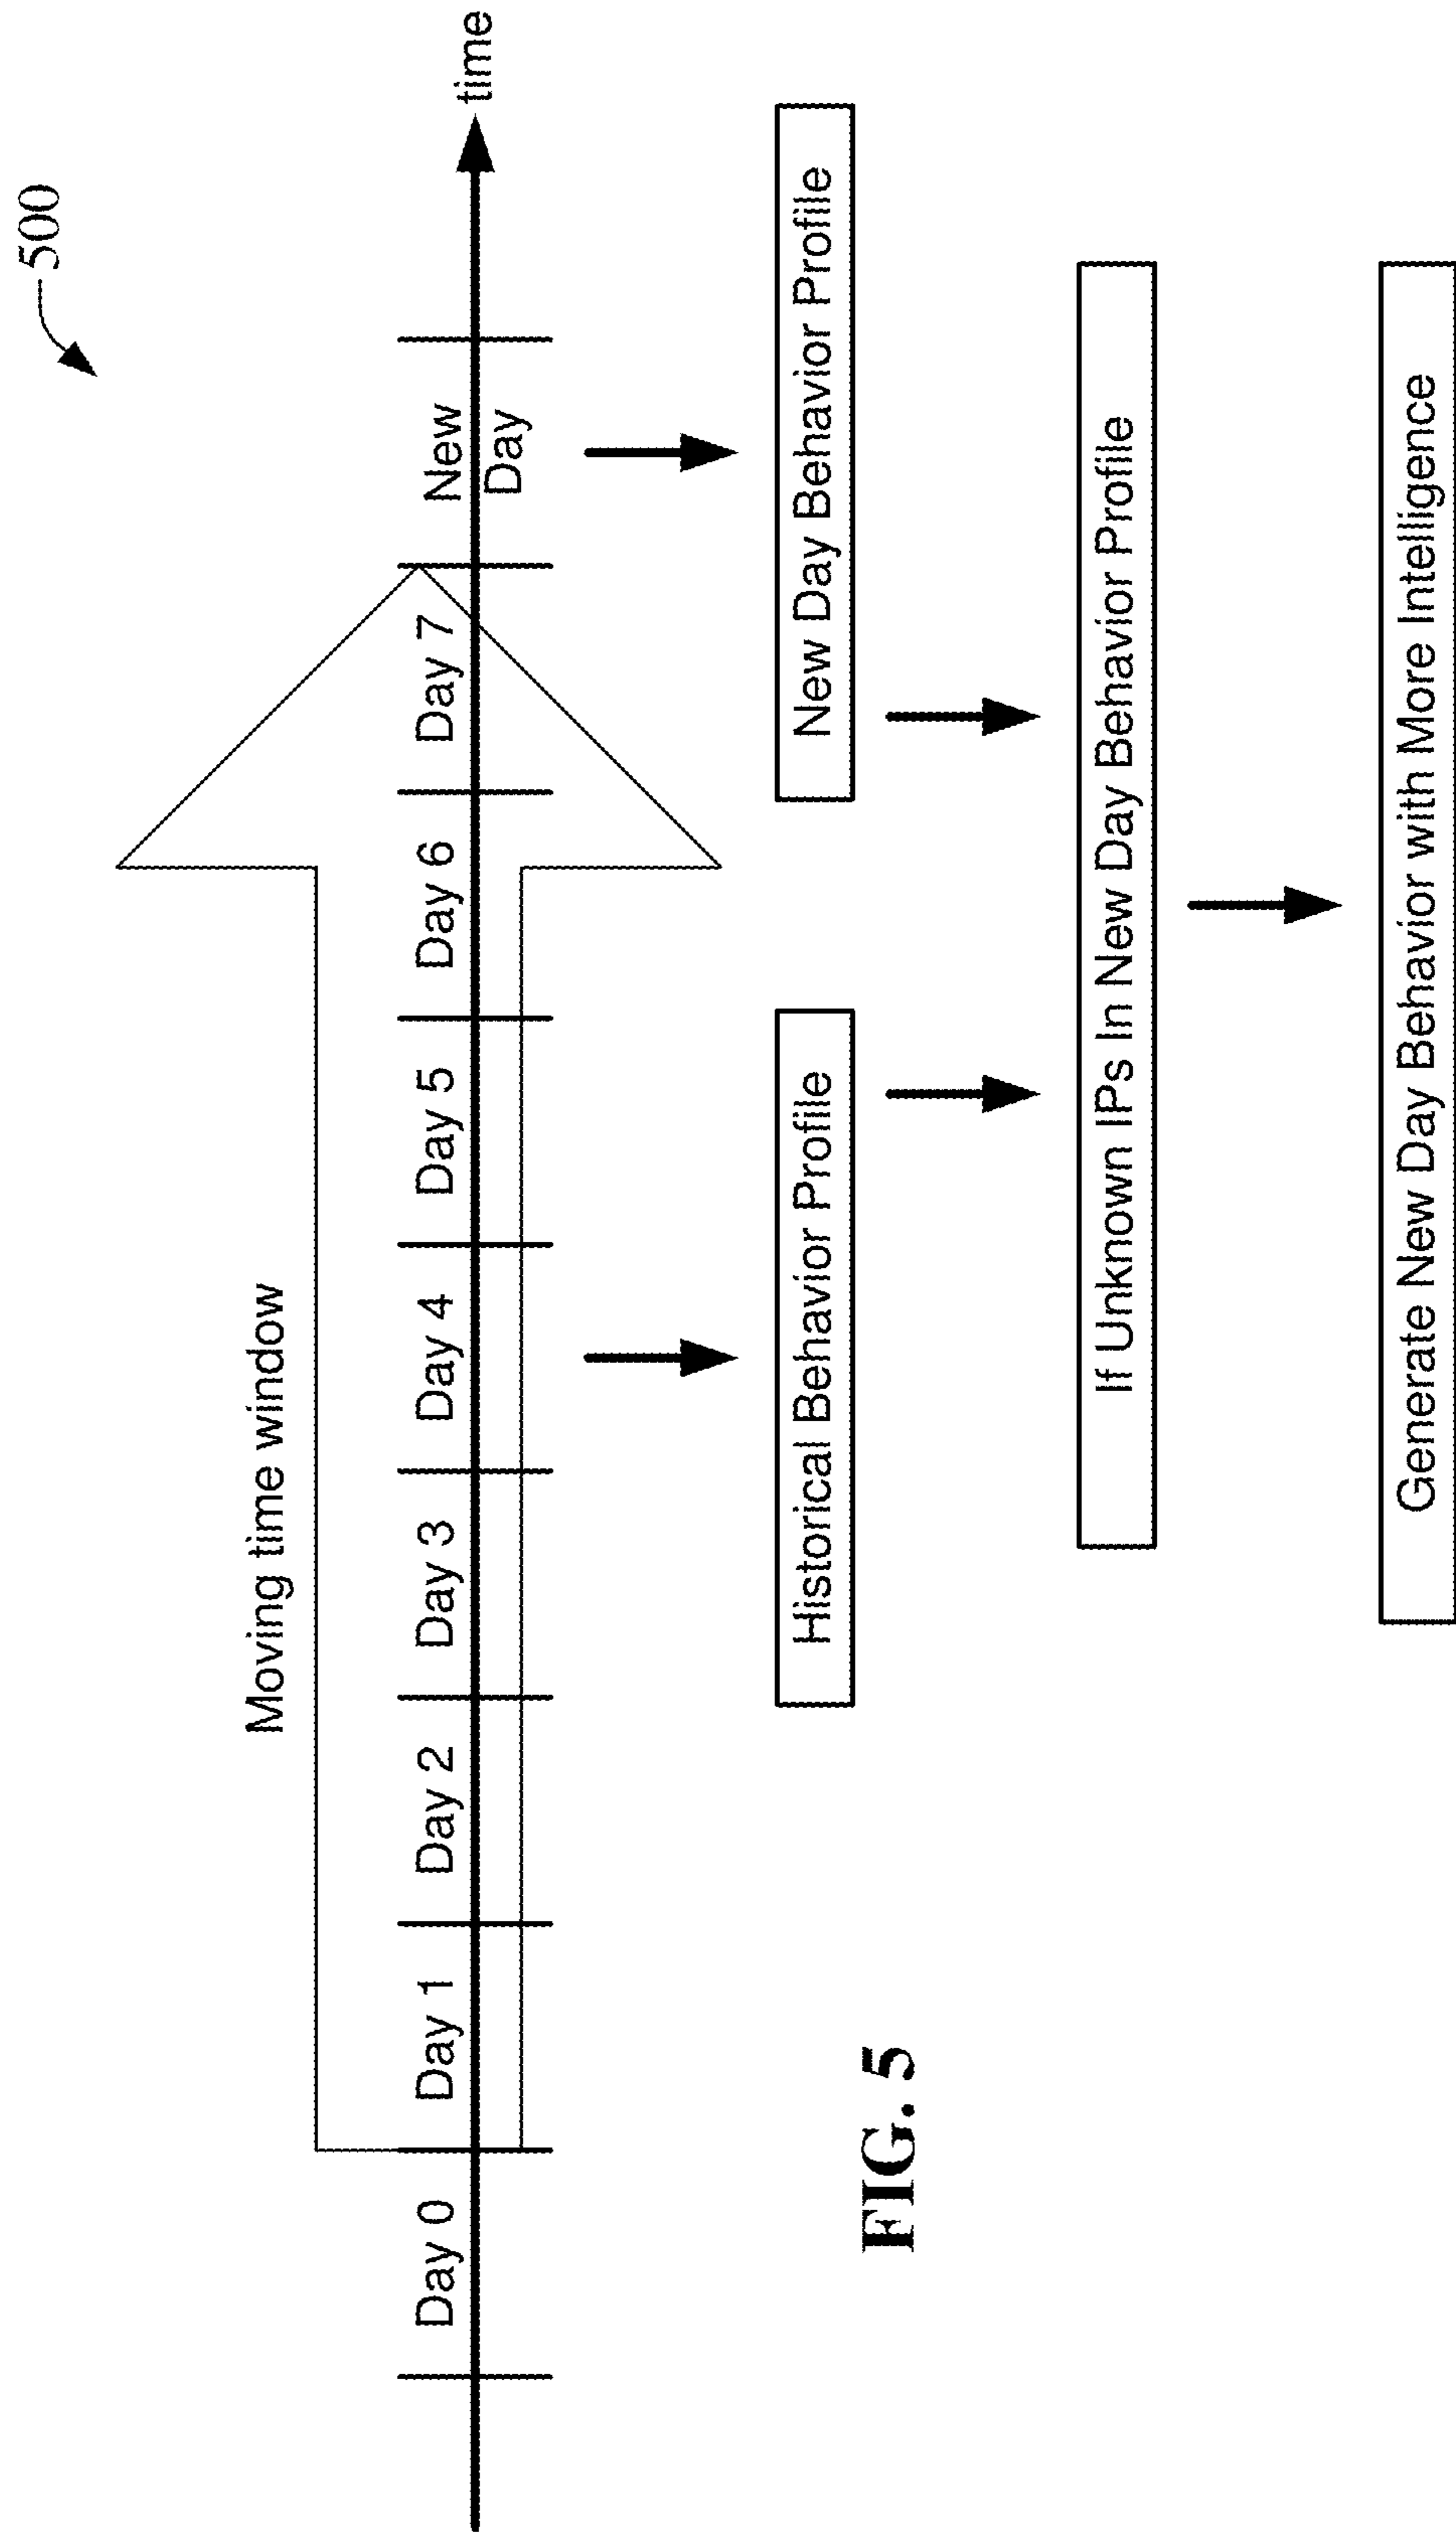 500
Moving time window
Day 0
Day 1
Day 2
Day 3
Day 4
Day 5
Day 6
Day 7
New
Day
time
Historical Behavior Profile
New Day Behavior Profile
If Unknown IPs In New Day Behavior Profile
Generate New Day Behavior with More Intelligence
FIG. 5